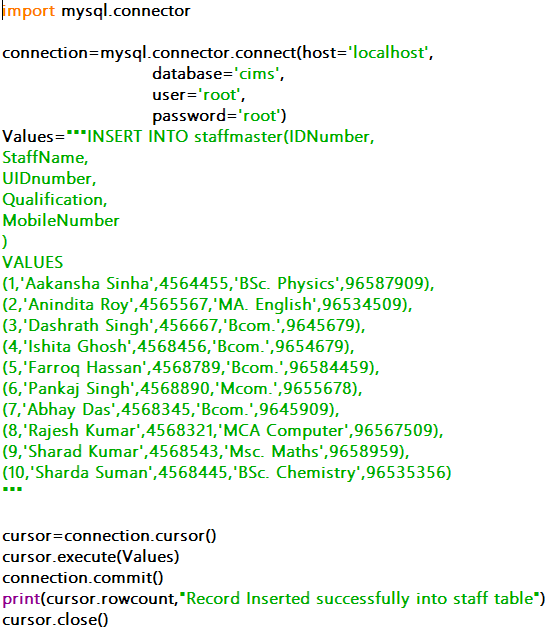 import mysql.connector
connection=mysql.connector.connect(host='localhost',
database='cims',
user='root',
password='root')
Values="""INSERT INTO staffmaster(IDNumber,
StaffName,
UIDnumber,
Qualification,
MobileNumber
)
VALUES
(1,'Aakansha Sinha',4564455,'BSc. Physics',96587909),
(2,'Anindita Roy',4565567,'MA. English',96534509),
(3,'Dashrath Singh',456667,'Bcom.',9645679),
(4,'Ishita Ghosh',4568456,'Bcom.',9654679),
(5,'Farroq Hassan',4568789,'Bcom.',96584459),
(6,'Pankaj Singh',4568890,'Mcom.',9655678),
(7,'Abhay Das',4568345,'Bcom.',9645909),
(8,'Rajesh Kumar',4568321,'MCA Computer',96567509),
(9,'Sharad Kumar',4568543,'Msc. Maths',9658959),
(10,'Sharda Suman',4568445,'BSc. Chemistry',96535356)
"""
cursor=connection.cursor()
cursor.execute(Values)
connection.commit()
print(cursor.rowcount,"Record Inserted successfully into staff table")
cursor.close()